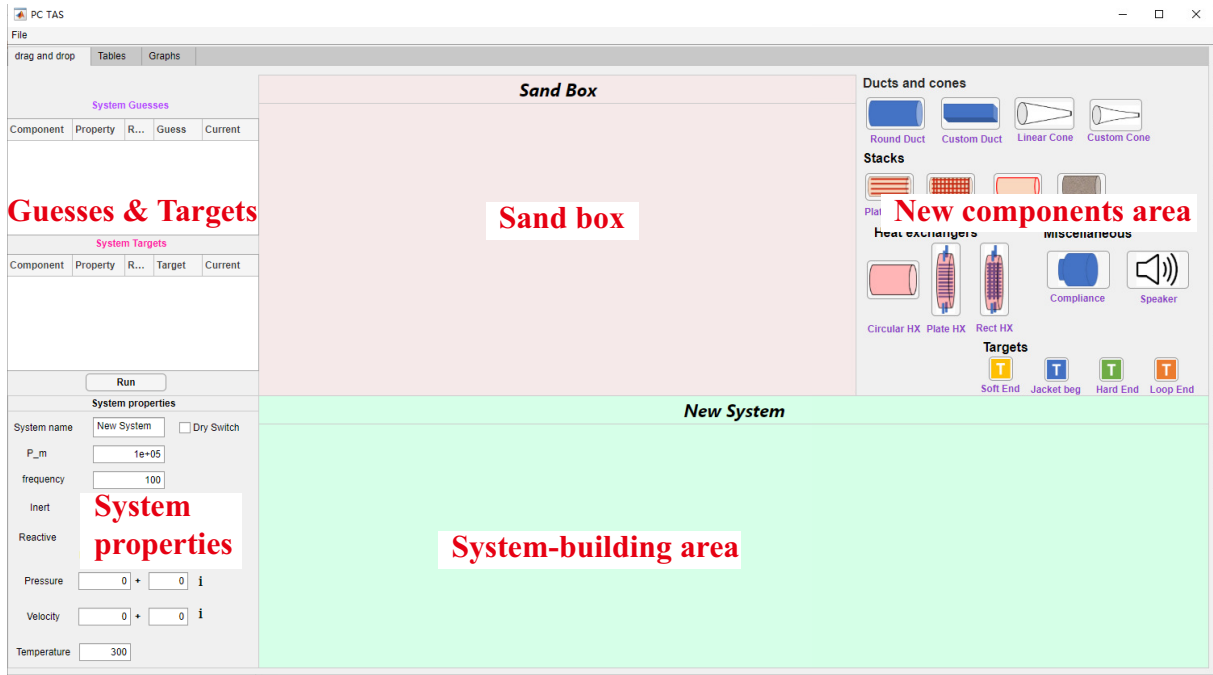 PC TAS
File
drag and drop Tables Graphs
System Guesses
Component Property R... Guess Current
Guesses & Targets
System Targets
Component Property R... Target Current
Run
System properties
System name New System Dry Switch
P_m 1e+05
frequency 100
Inert
Reactive
System
properties
Pressure 0 + 0 i
Velocity 0 + 0 i
Temperature 300
Sand Box
Sand box
New System
System-building area
Ducts and cones
Round Duct Custom Duct Linear Cone Custom Cone
Stacks
New components area
Heat exchangers Miscellaneous
Compliance Speaker
Circular HX Plate HX Rect HX
Targets
T T T T
Soft End Jacket beg Hard End Loop End